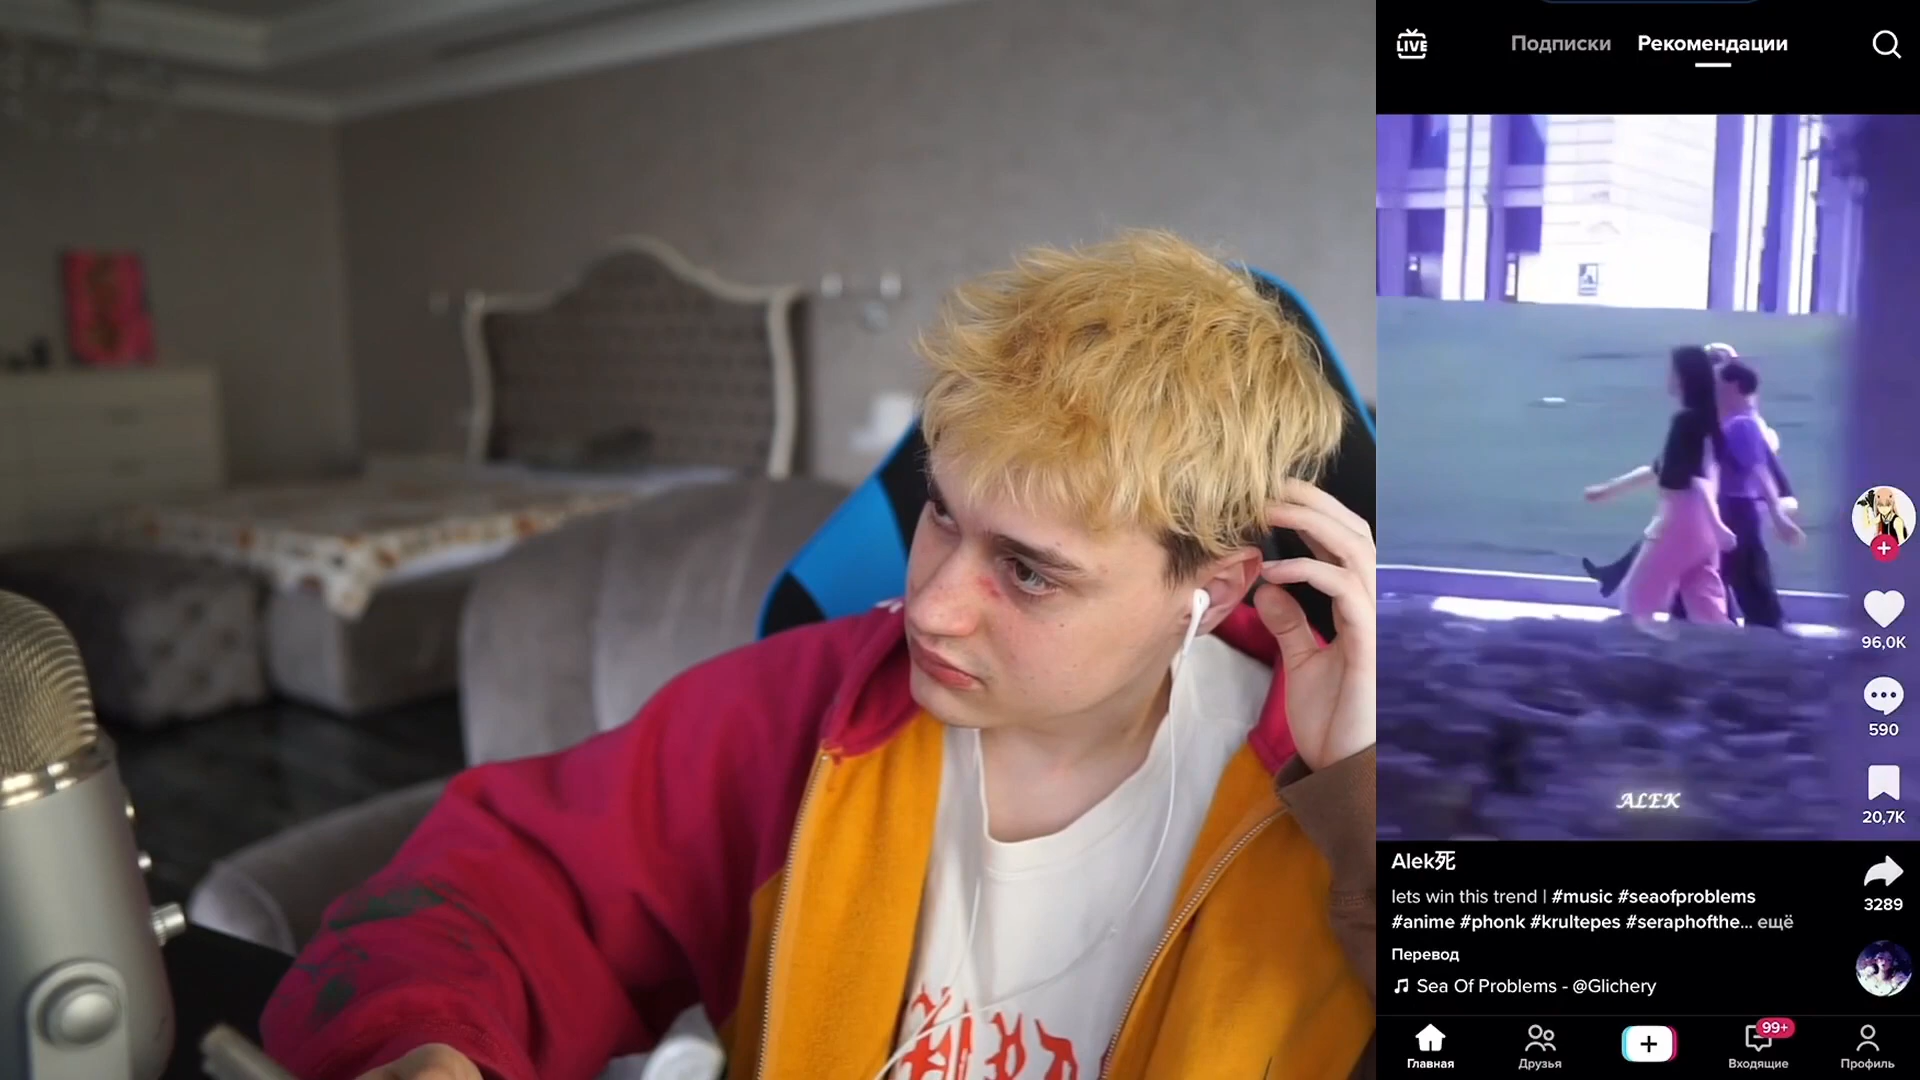 LIVE
Подписки
Рекомендации
96,0K
590
20,7K
ALEK
Alek死
3289
lets win this trend | #music #seaofproblems
#anime #phonk #krultepes #seraphofthe... ещё
Перевод
Sea Of Problems - @Glichery
99+
Главная
Друзья
Входящие
Профиль